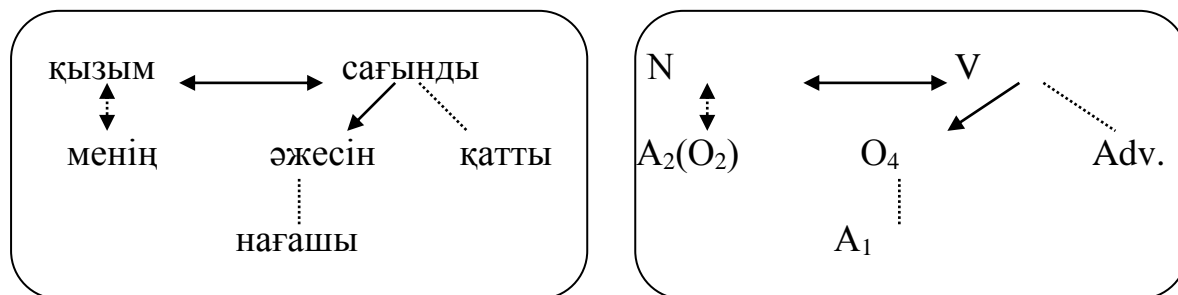 қызым сағынды
менің әжесін қатты
нағашы
N V
A₂(O₂) O₄ Adv.
A₁